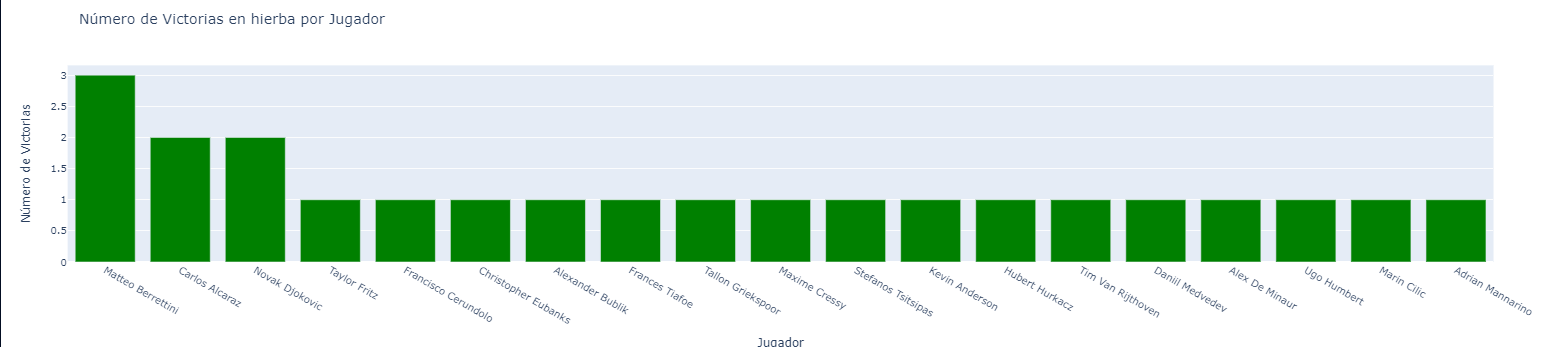 Número de Victorias en hierba por Jugador
Número de Victorias
3
2.5
2
1.5
1
0.5
0
Matteo Berrettini
Carlos Alcaraz
Novak Djokovic
Taylor Fritz
Francisco Cerundolo
Christopher Eubanks
Alexander Bublik
Frances Tiafoe
Tallon Griekspoor
Maxime Cressy
Stefanos Tsitsipas
Kevin Anderson
Hubert Hurkacz
Tim Van Rijthoven
Daniil Medvedev
Alex De Minaur
Ugo Humbert
Marin Cilic
Adrian Mannarino
Jugador